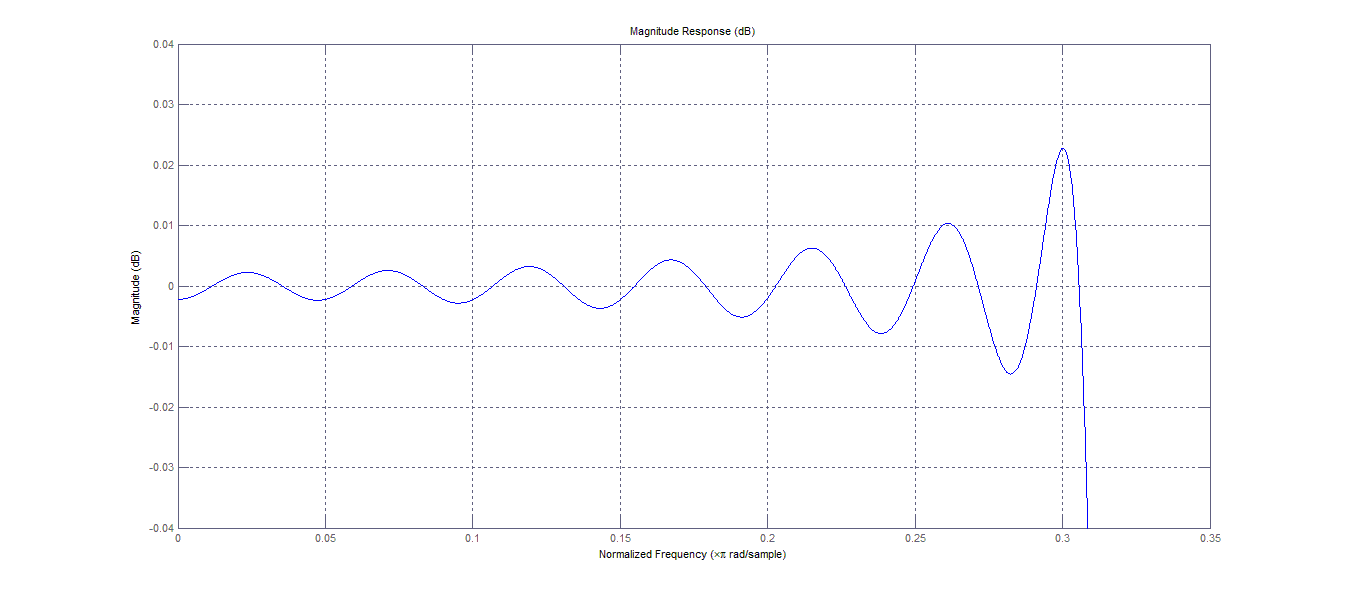 Magnitude Response (dB)
0.04
0.03
0.02
0.01
0
-0.01
-0.02
-0.03
-0.04
Magnitude (dB)
0 0.05 0.1 0.15 0.2 0.25 0.3 0.35
Normalized Frequency (×π rad/sample)